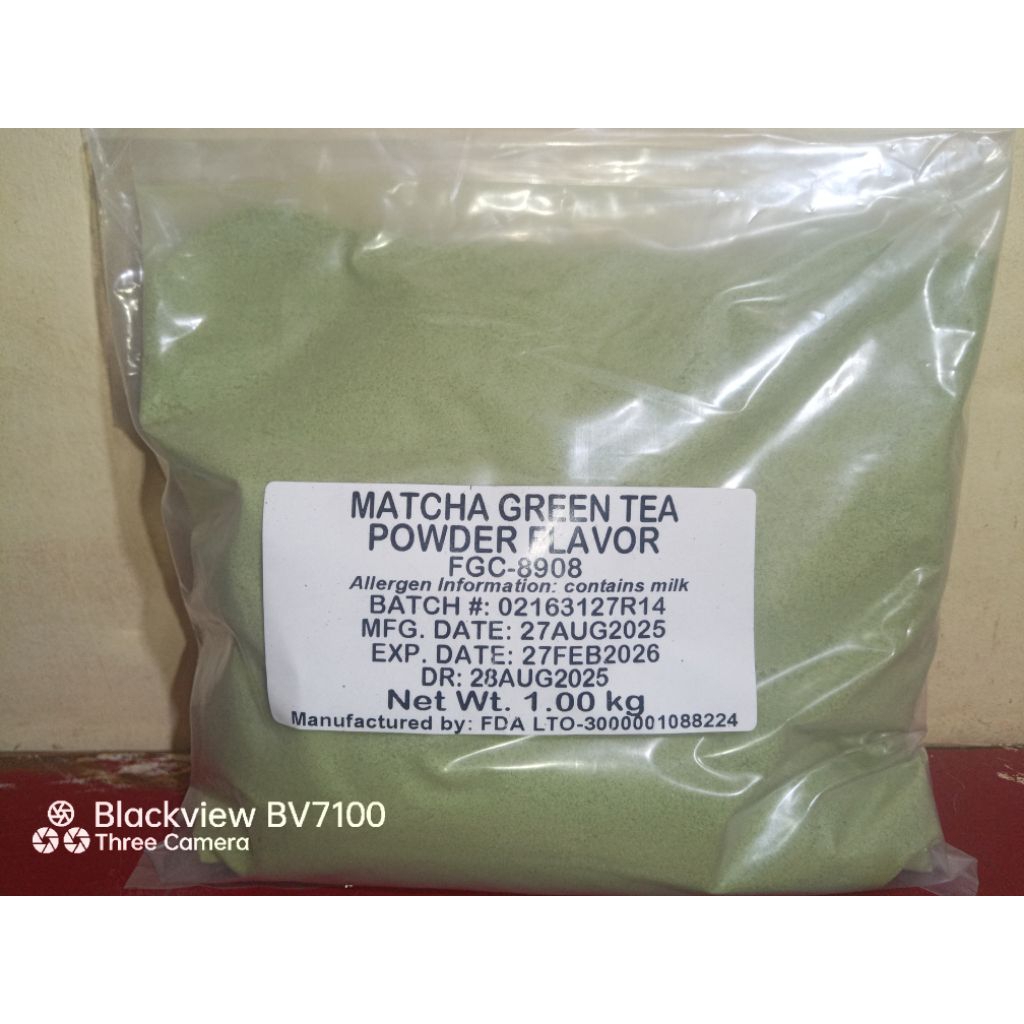 MATCHA GREEN TEA
POWDER FLAVOR
FGC-8908
Allergen Information: contains milk
BATCH #: 02163127R14
MFG. DATE: 27AUG2025
EXP. DATE: 27FEB2026
DR: 28AUG2025
Net Wt. 1.00 kg
Manufactured by: FDA LTO-3000001088224
Blackview BV7100
Three Camera